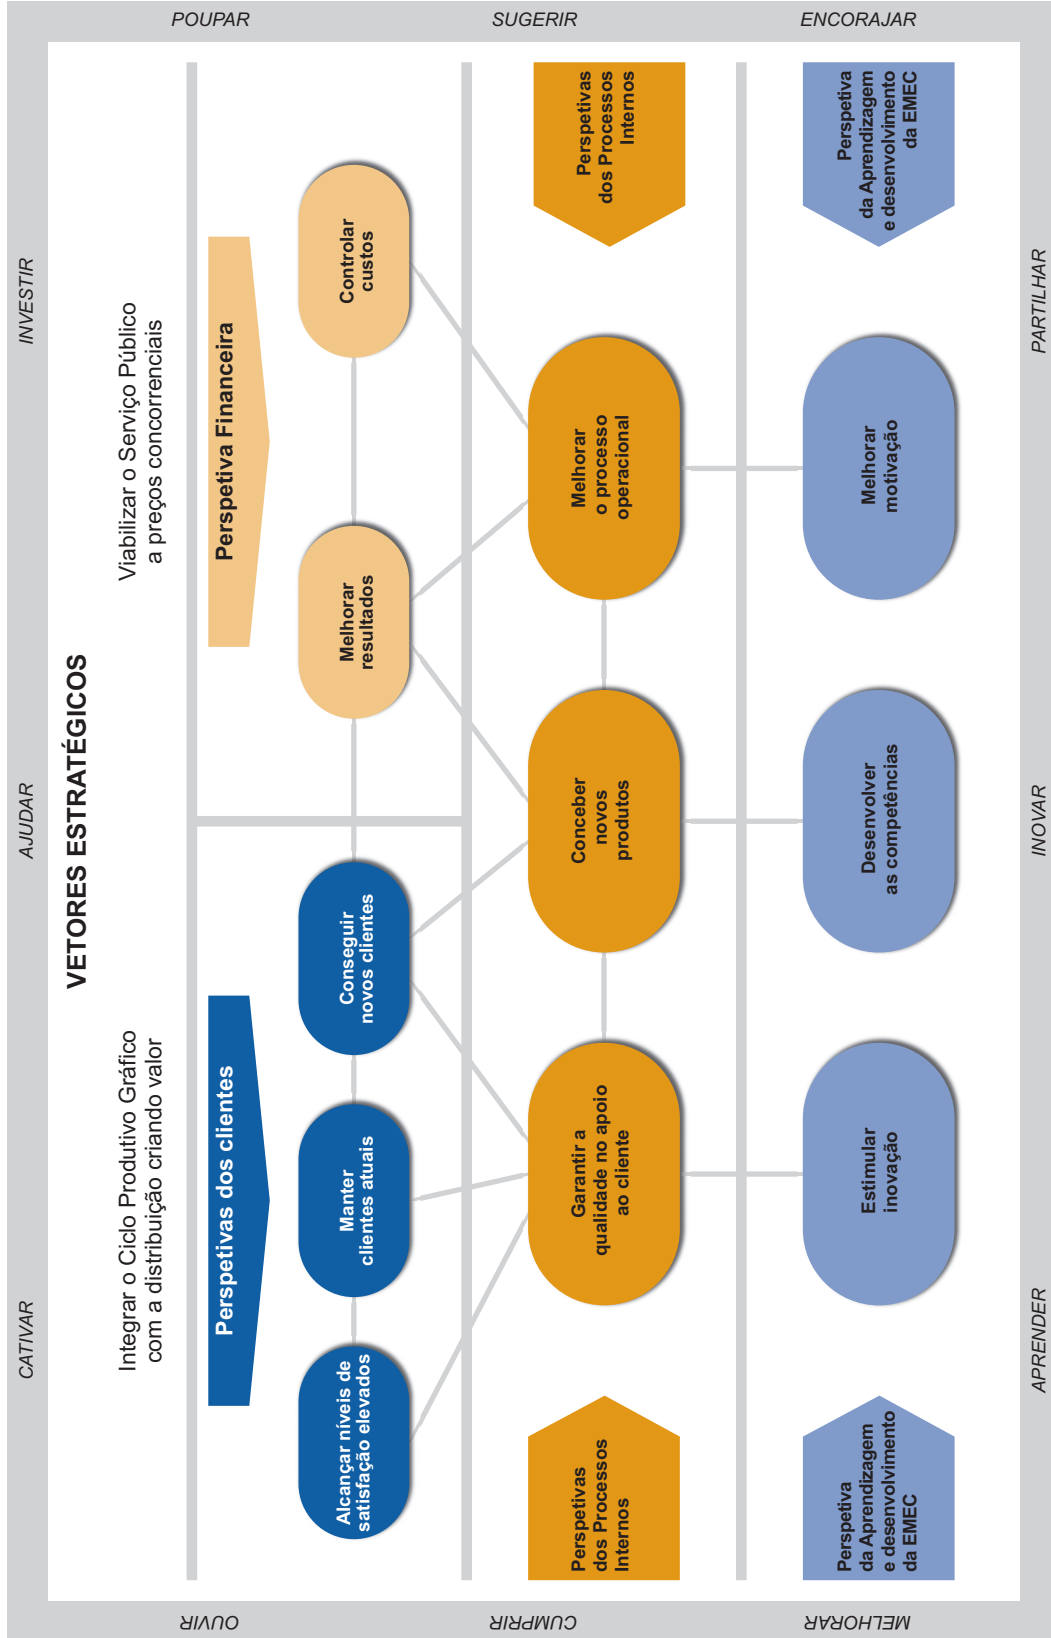 CATIVAR
AJUDAR
INVESTIR
VETORES ESTRATÉGICOS
Integrar o Ciclo Produtivo Gráfico
com a distribuição criando valor
Viabilizar o Serviço Público
a preços concorrenciais
Perspetivas dos clientes
Perspetiva Financeira
OUVIR
POUPAR
Alcançar níveis de
satisfação elevados
Manter
clientes atuais
Conseguir
novos clientes
Melhorar
resultados
Controlar
custos
CUMPRIR
SUGERIR
Perspetivas
dos Processos
Internos
Garantir a
qualidade no apoio
ao cliente
Conceber
novos
produtos
Melhorar
o processo
operacional
Perspetivas
dos Processos
Internos
MELHORAR
ENCORAJAR
Perspetiva
da Aprendizagem
e desenvolvimento
da EMEC
Estimular
inovação
Desenvolver
as competências
Melhorar
motivação
Perspetiva
da Aprendizagem
e desenvolvimento
da EMEC
APRENDER
INOVAR
PARTILHAR